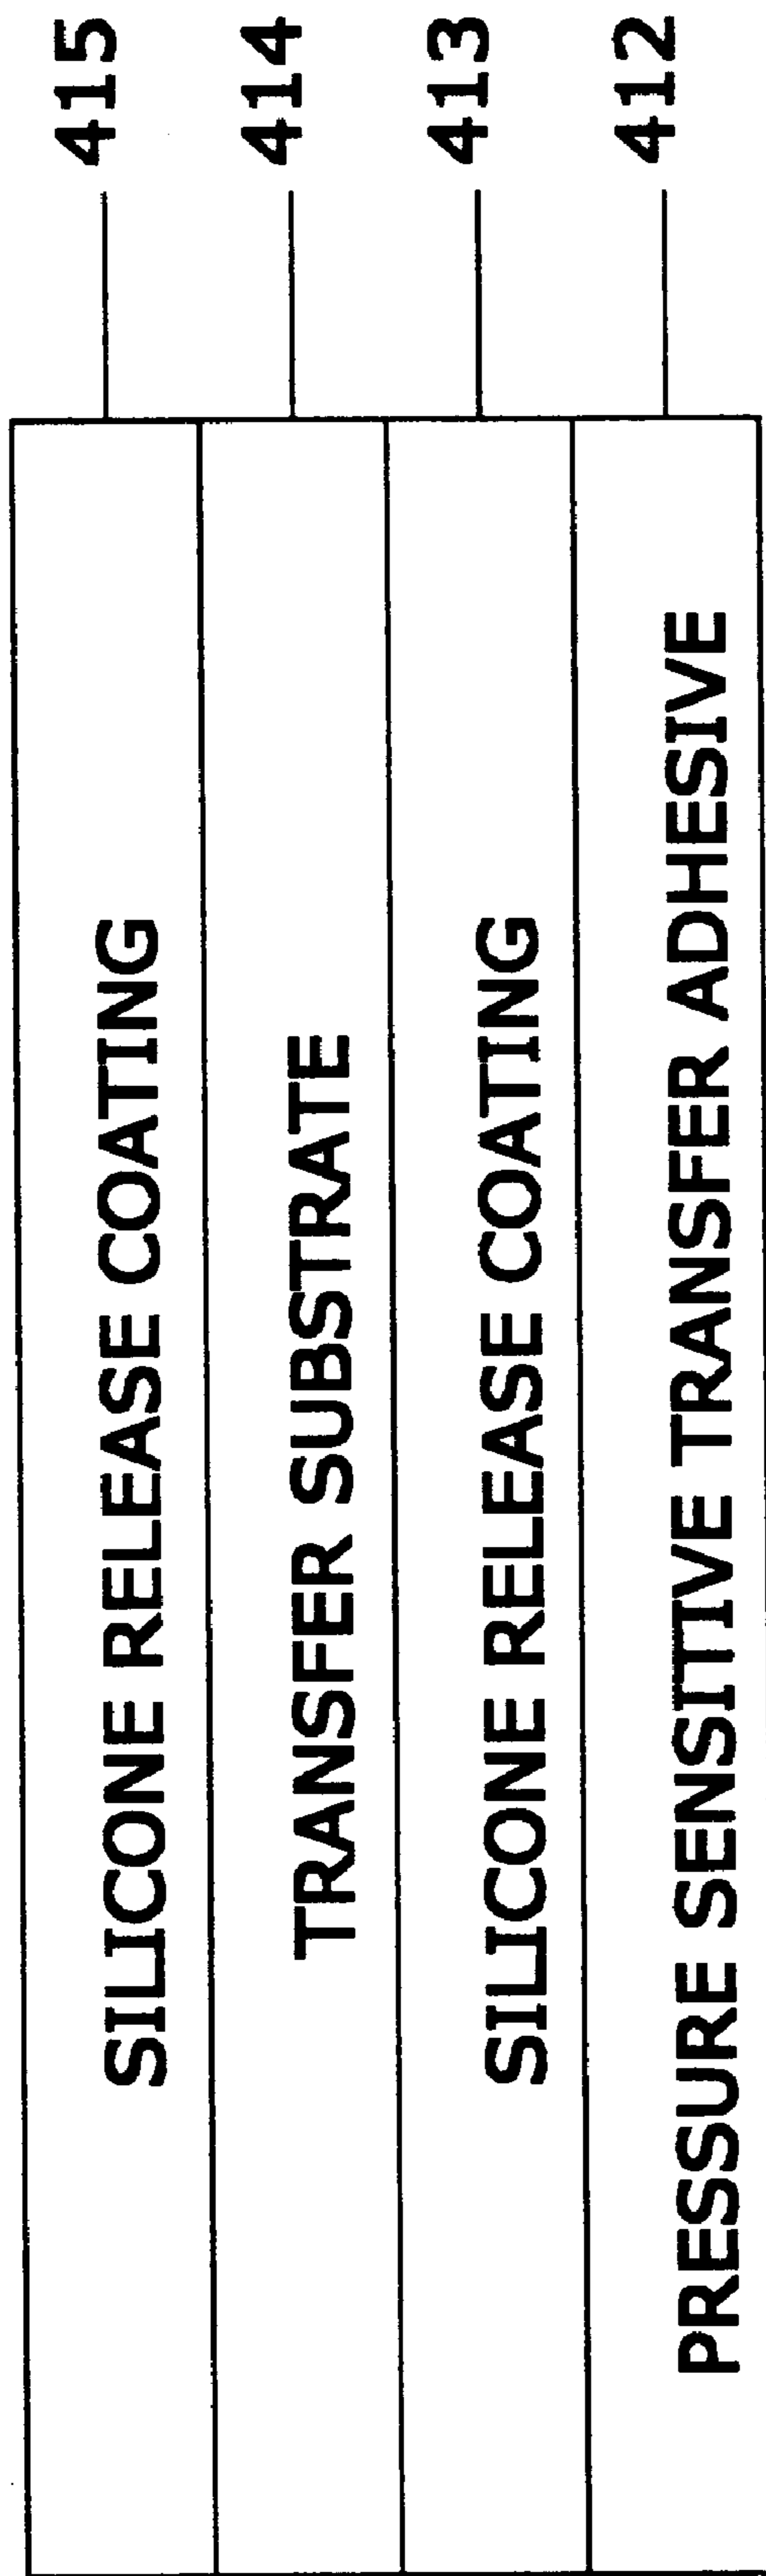 SILICONE RELEASE COATING 415
TRANSFER SUBSTRATE 414
SILICONE RELEASE COATING 413
PRESSURE SENSITIVE TRANSFER ADHESIVE 412